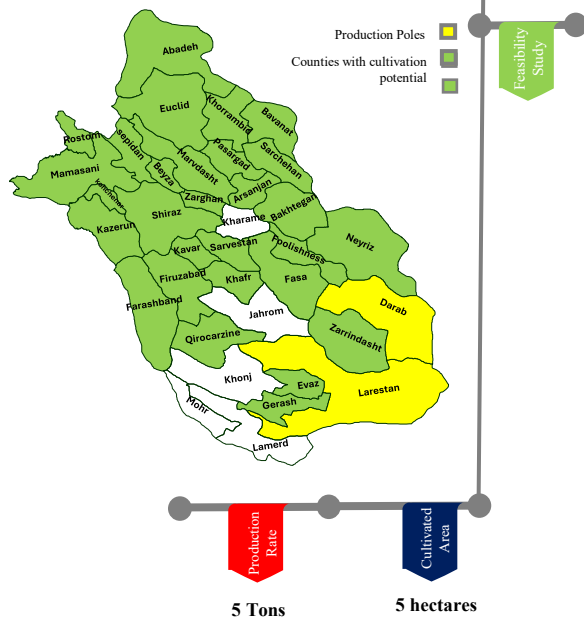 Production Poles
Counties with cultivation
potential
Feasibility
Study
Abadeh
Euclid
Khorrambid
Bavanat
Rostom
sepidan
Beyza
Marvdasht
Pasargad
Sarchehan
Mamasani
Zarghan
Arsanjan
Bakhtegan
Shiraz
Kharame
Kazerun
Neyriz
Kavar
Sarvestan
Foolishness
Firuzabad
Khafr
Fasa
Farashband
Jahrom
Darab
Qirocarzine
Zarrindasht
Khonj
Evaz
Larestan
Gerash
Mohr
Lamerd
Production
Rate
Cultivated
Area
5 Tons
5 hectares